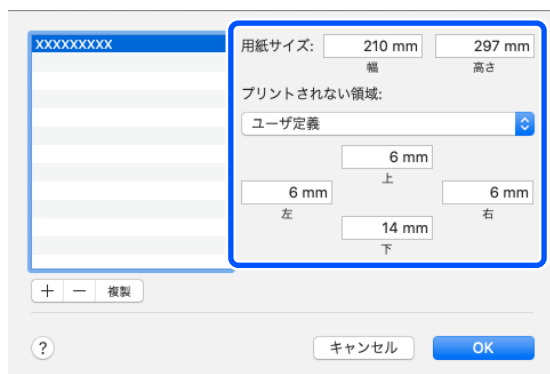 XXXXXXXXX
用紙サイズ: 210 mm 297 mm
幅 高さ
プリントされない領域:
ユーザ定義
6 mm
上
6 mm 6 mm
左 右
14 mm
下
+ − 複製
? キャンセル OK